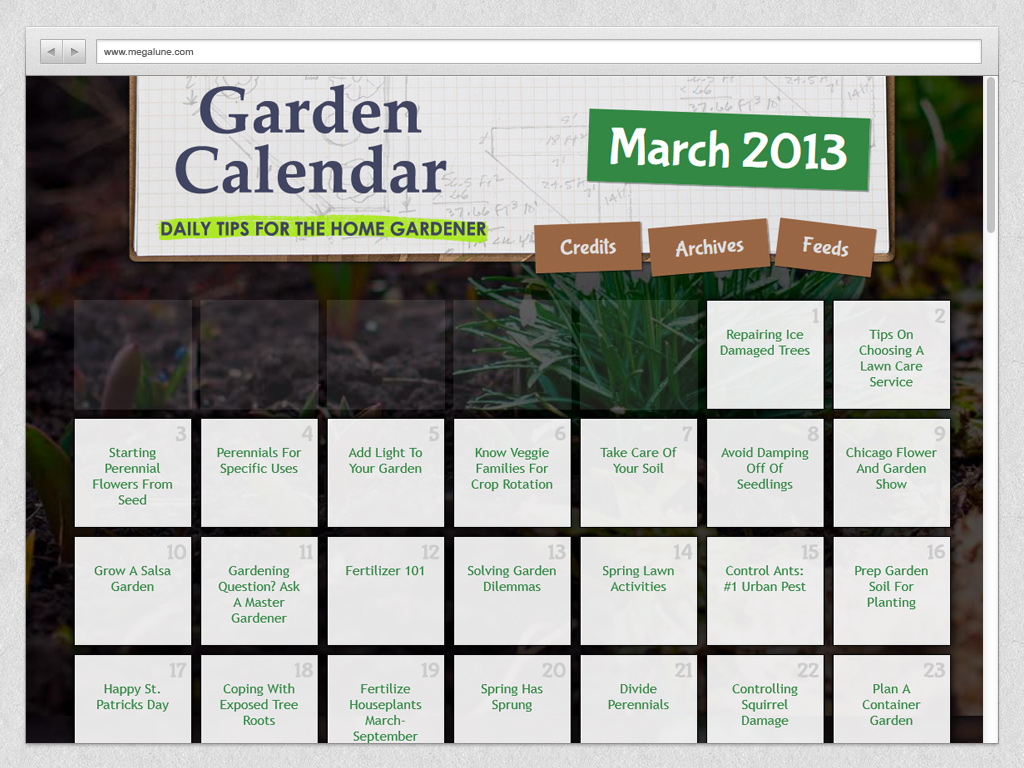 www.megalune.com
Garden
Calendar
DAILY TIPS FOR THE HOME GARDENER
March 2013
Credits
Archives
Feeds
1
Repairing Ice
Damaged Trees
2
Tips On
Choosing A
Lawn Care
Service
3
Starting
Perennial
Flowers From
Seed
4
Perennials For
Specific Uses
5
Add Light To
Your Garden
6
Know Veggie
Families For
Crop Rotation
7
Take Care Of
Your Soil
8
Avoid Damping
Off Of
Seedlings
9
Chicago Flower
And Garden
Show
10
Grow A Salsa
Garden
11
Gardening
Question? Ask
A Master
Gardener
12
Fertilizer 101
13
Solving Garden
Dilemmas
14
Spring Lawn
Activities
15
Control Ants:
#1 Urban Pest
16
Prep Garden
Soil For
Planting
17
Happy St.
Patricks Day
18
Coping With
Exposed Tree
Roots
19
Fertilize
Houseplants
March-
September
20
Spring Has
Sprung
21
Divide
Perennials
22
Controlling
Squirrel
Damage
23
Plan A
Container
Garden